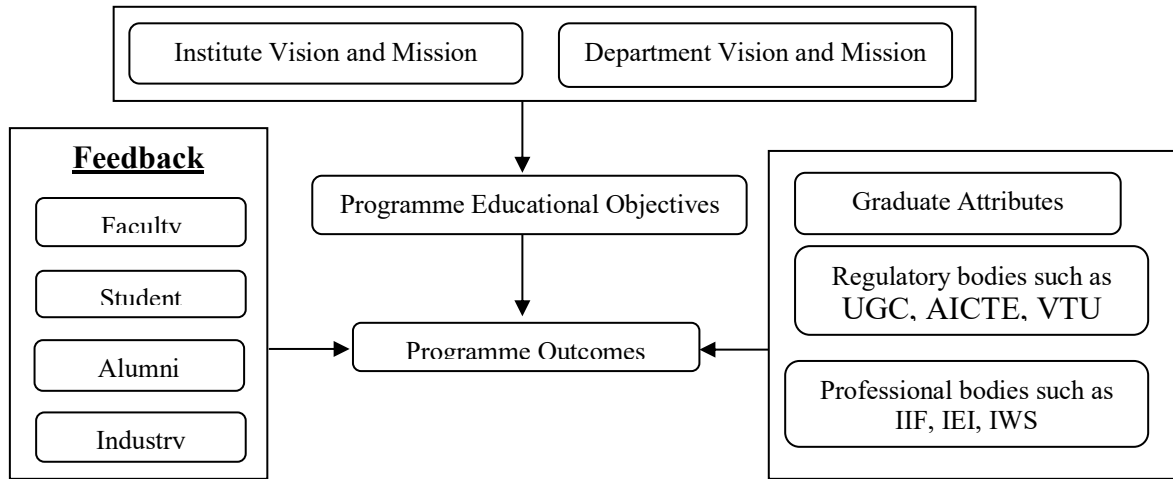 Institute Vision and Mission
Department Vision and Mission
Feedback
Faculty
Student
Alumni
Industry
Programme Educational Objectives
Programme Outcomes
Graduate Attributes
Regulatory bodies such as
UGC, AICTE, VTU
Professional bodies such as
IIF, IEI, IWS